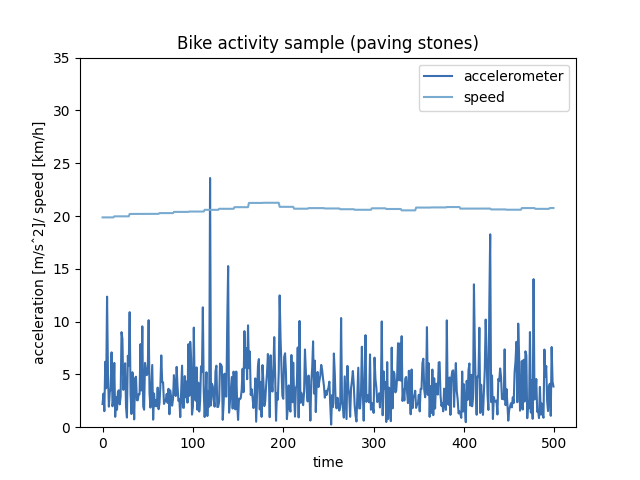 Bike activity sample (paving stones)
accelerometer
speed
35
30
25
20
15
10
5
0
acceleration [m/s^2]/ speed [km/h]
0 100 200 300 400 500
time